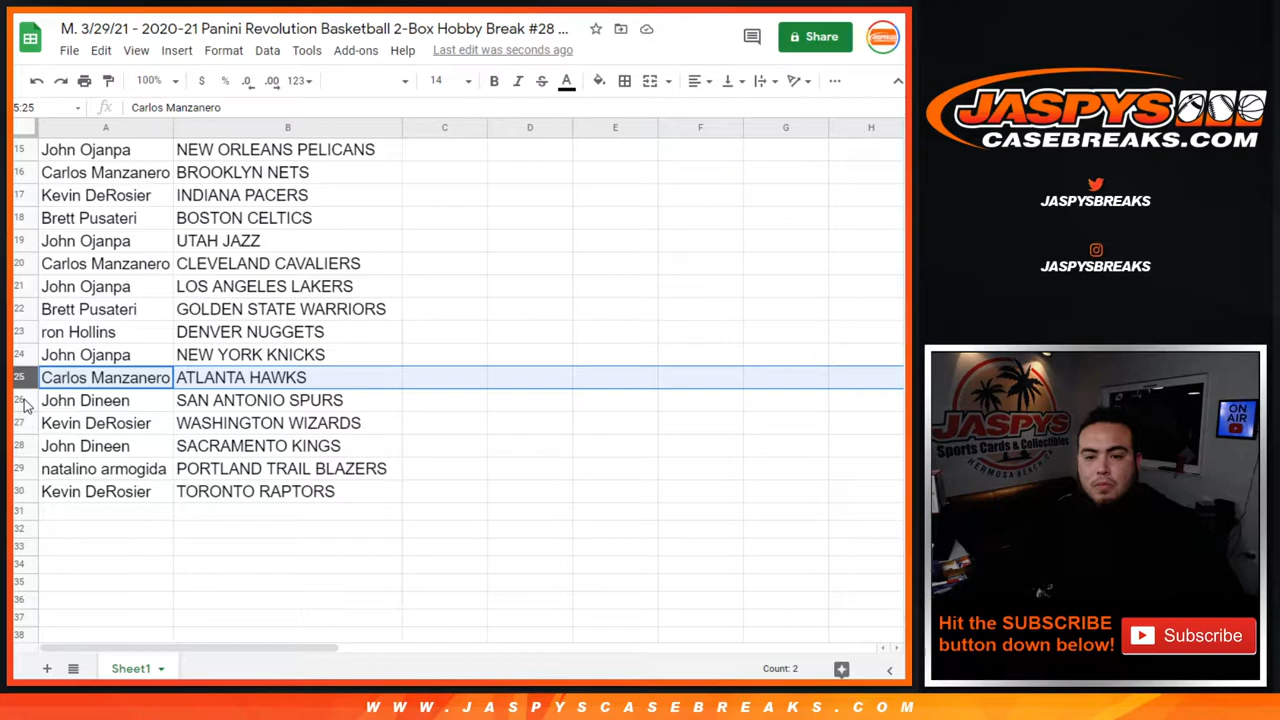 M. 3/29/21 - 2020-21 Panini Revolution Basketball 2-Box Hobby Break #28 ...
File Edit View Insert Format Data Tools Add-ons Help Last edit was seconds ago
Share
100% $ % .0 .00 123 14 B I S A
5:25 fx Carlos Manzanero
A B C D E F G H
15 John Ojanpa NEW ORLEANS PELICANS
16 Carlos Manzanero BROOKLYN NETS
17 Kevin DeRosier INDIANA PACERS
18 Brett Pusateri BOSTON CELTICS
19 John Ojanpa UTAH JAZZ
20 Carlos Manzanero CLEVELAND CAVALIERS
21 John Ojanpa LOS ANGELES LAKERS
22 Brett Pusateri GOLDEN STATE WARRIORS
23 ron Hollins DENVER NUGGETS
24 John Ojanpa NEW YORK KNICKS
25 Carlos Manzanero ATLANTA HAWKS
26 John Dineen SAN ANTONIO SPURS
27 Kevin DeRosier WASHINGTON WIZARDS
28 John Dineen SACRAMENTO KINGS
29 natalino armogida PORTLAND TRAIL BLAZERS
30 Kevin DeRosier TORONTO RAPTORS
31
32
33
34
35
36
37
38
Sheet1
Count: 2
JASPYS
CASEBREAKS.COM
JASPYSBREAKS
JASPYSBREAKS
JASPYS
Sports Cards & Collectibles
HERMOSA BEACH
ON AIR
Hit the SUBSCRIBE
button down below!
Subscribe
WWW.JASPYSCASEBREAKS.COM